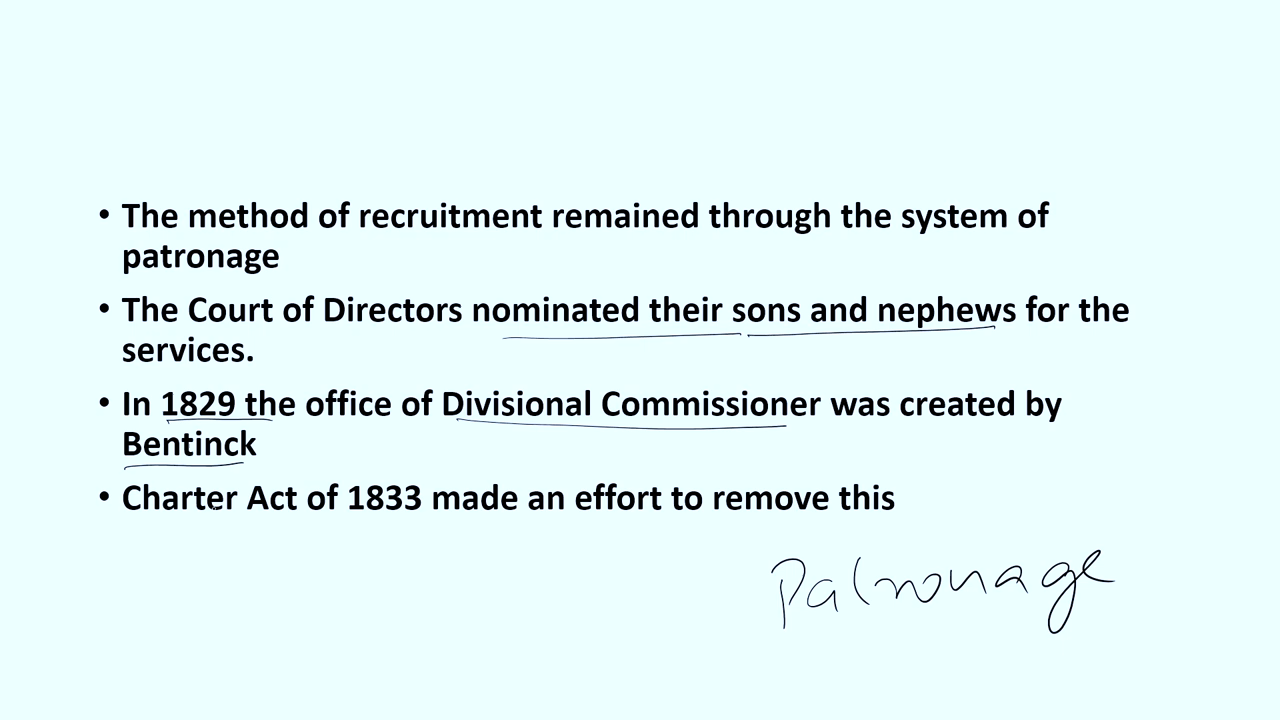 • The method of recruitment remained through the system of
patronage
• The Court of Directors nominated their sons and nephews for the
services.
• In 1829 the office of Divisional Commissioner was created by
Bentinck
• Charter Act of 1833 made an effort to remove this
Patronage